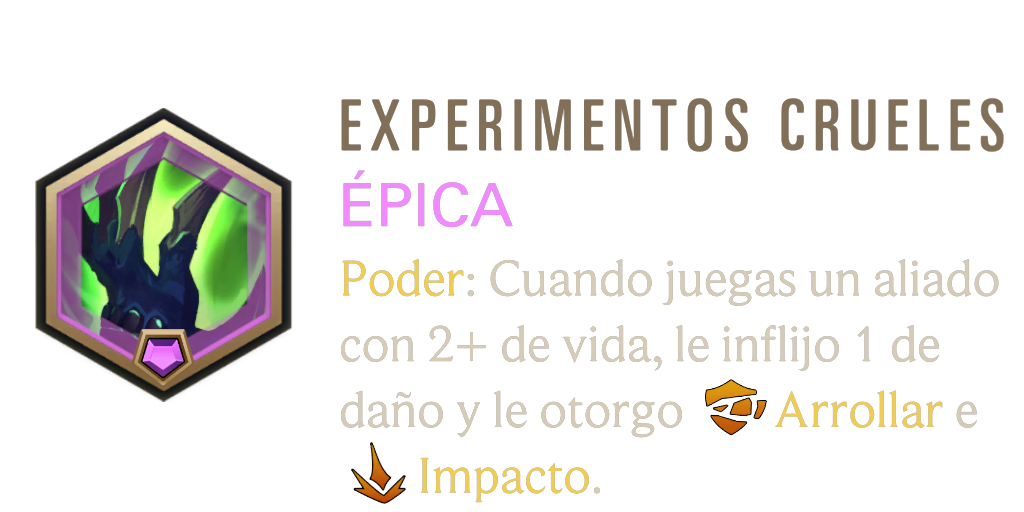 EXPERIMENTOS CRUELES
ÉPICA
Poder: Cuando juegas un aliado
con 2+ de vida, le inflijo 1 de
daño y le otorgo Arrollar e
Impacto.